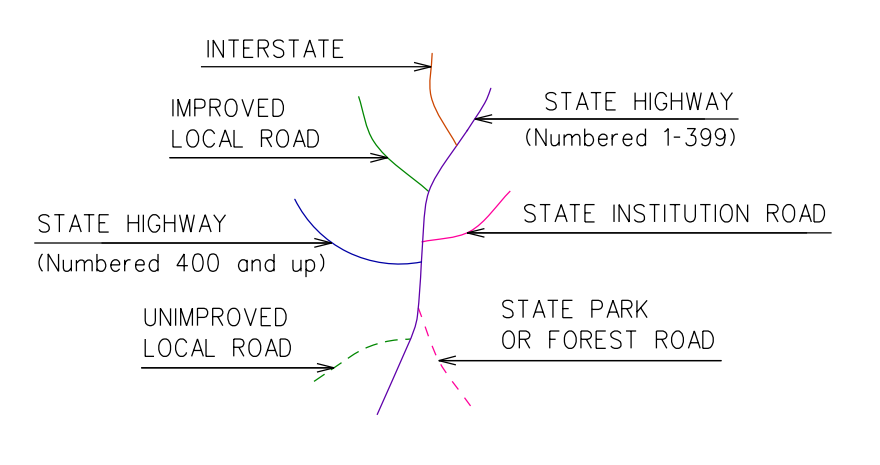 INTERSTATE
STATE HIGHWAY
(Numbered 1-399)
IMPROVED
LOCAL ROAD
STATE HIGHWAY
(Numbered 400 and up)
STATE INSTITUTION ROAD
UNIMPROVED
LOCAL ROAD
STATE PARK
OR FOREST ROAD